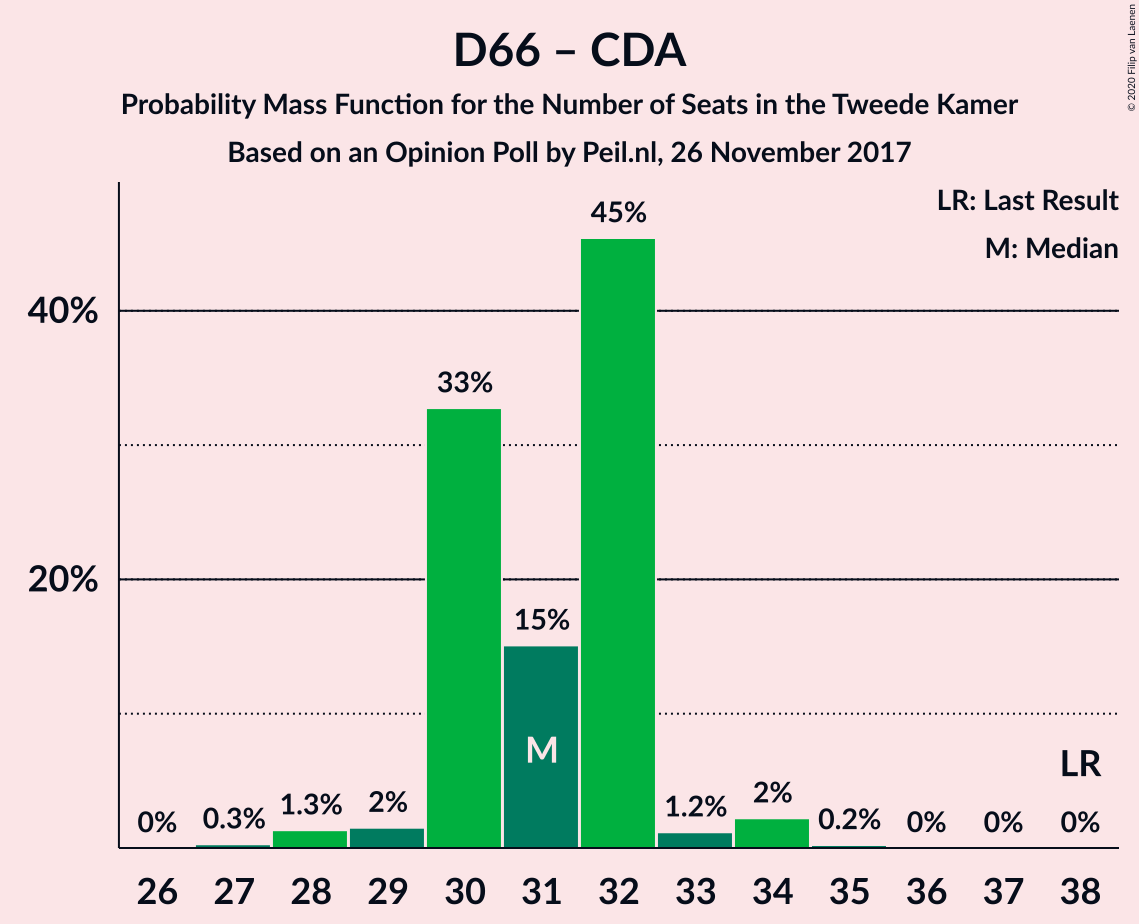 D66 – CDA
Probability Mass Function for the Number of Seats in the Tweede Kamer
Based on an Opinion Poll by Peil.nl, 26 November 2017
© 2020 Filip van Laenen
LR: Last Result
M: Median
45%
40%
33%
20%
15%
M
LR
0% 0.3% 1.3% 2% 1.2% 2% 0.2% 0% 0% 0%
26 27 28 29 30 31 32 33 34 35 36 37 38